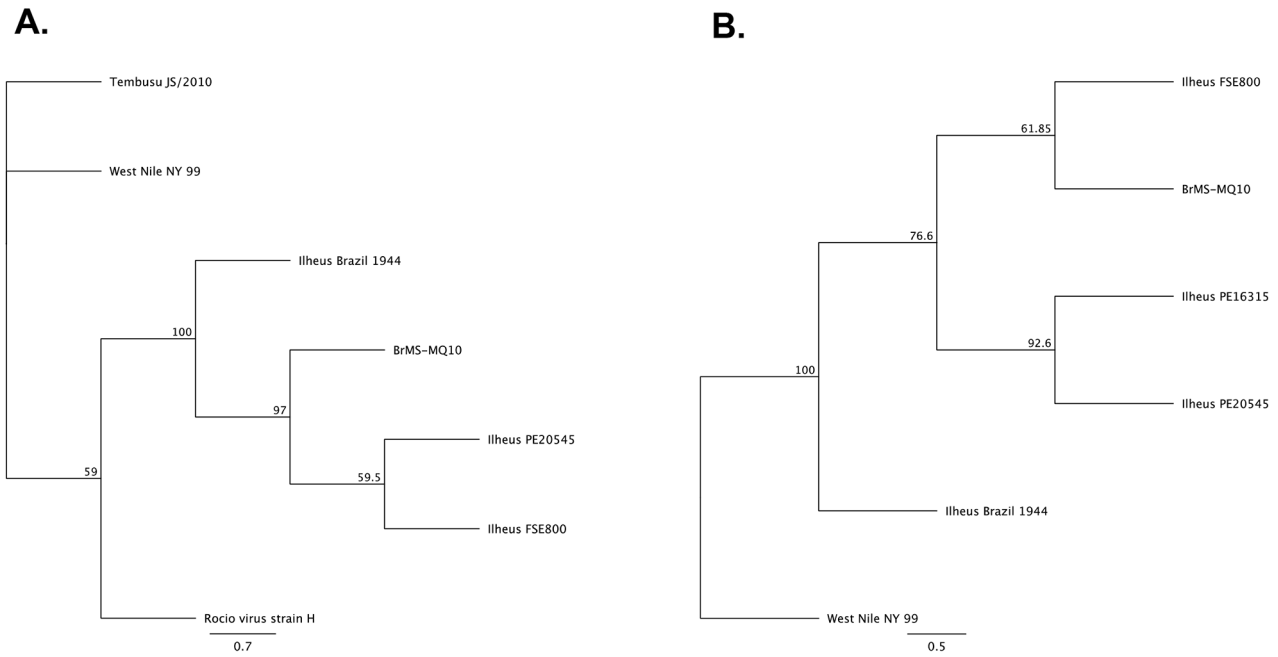 A.
Tembusu JS/2010
West Nile NY 99
Ilheus Brazil 1944
100
BrMS-MQ10
97
Ilheus PE20545
59
59.5
Ilheus FSE800
Rocio virus strain H
0.7
B.
Ilheus FSE800
61.85
BrMS-MQ10
76.6
Ilheus PE16315
92.6
100
Ilheus PE20545
Ilheus Brazil 1944
West Nile NY 99
0.5